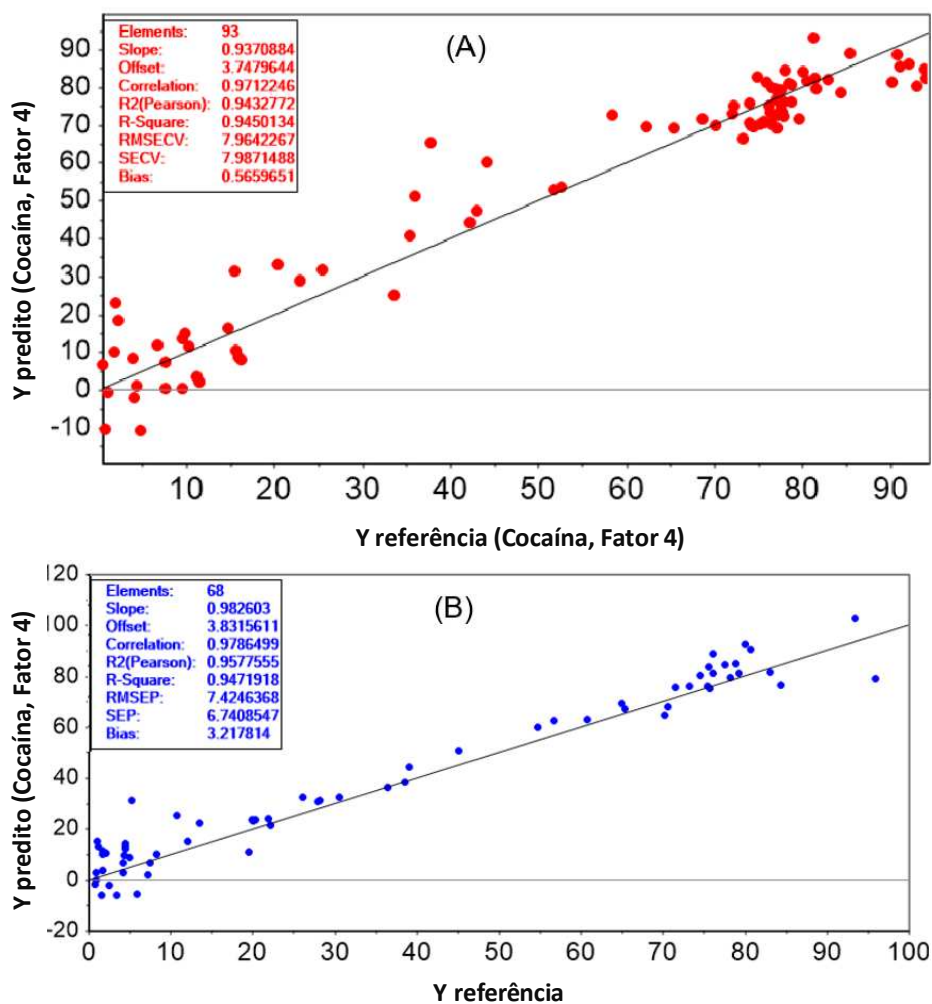 (A)
Elements: 93
Slope: 0.9370884
Offset: 3.7479644
Correlation: 0.9712246
R2(Pearson): 0.9432772
R-Square: 0.9450134
RMSECV: 7.9642267
SECV: 7.9871488
Bias: 0.5659651
Y predito (Cocaína, Fator 4)
90
80
70
60
50
40
30
20
10
0
-10
10 20 30 40 50 60 70 80 90
Y referência (Cocaína, Fator 4)
(B)
Elements: 68
Slope: 0.982603
Offset: 3.8315611
Correlation: 0.9786499
R2(Pearson): 0.9577555
R-Square: 0.9471918
RMSEP: 7.4246368
SEP: 6.7408547
Bias: 3.217814
Y predito (Cocaína, Fator 4)
120
100
80
60
40
20
0
-20
0 10 20 30 40 50 60 70 80 90 100
Y referência